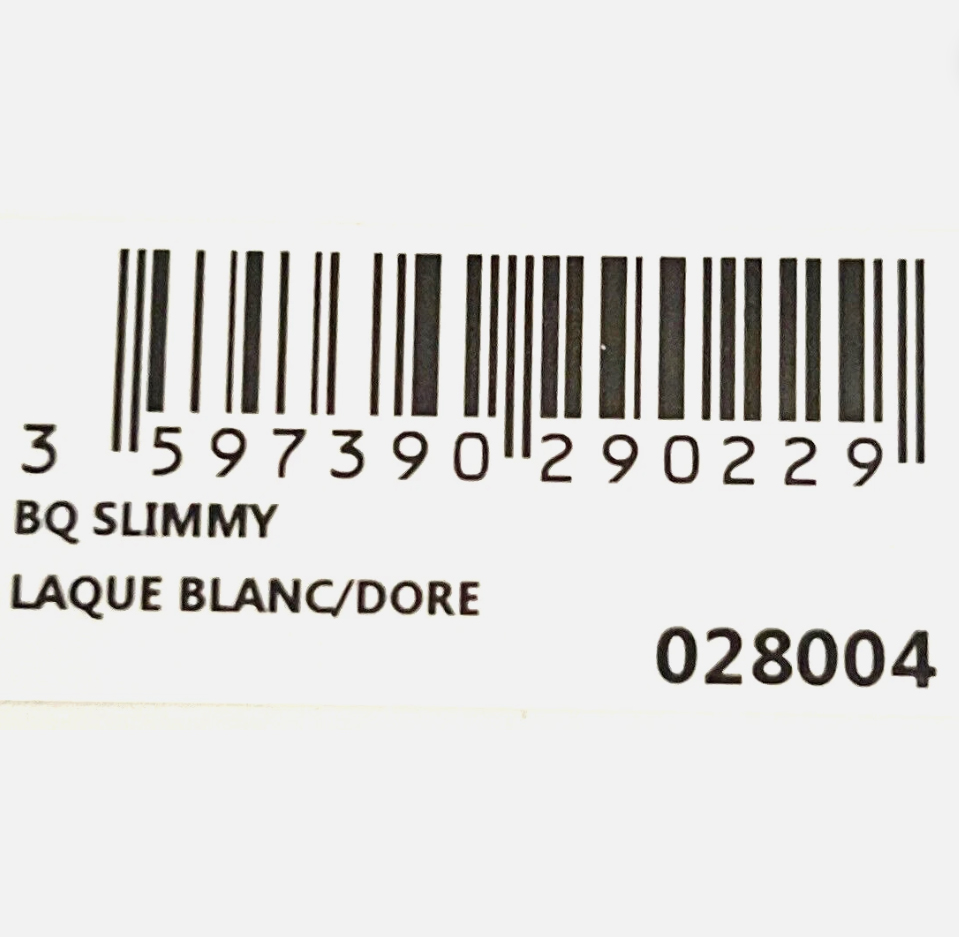 3 597390 290229
BQ SLIMMY
LAQUE BLANC/DORE
028004